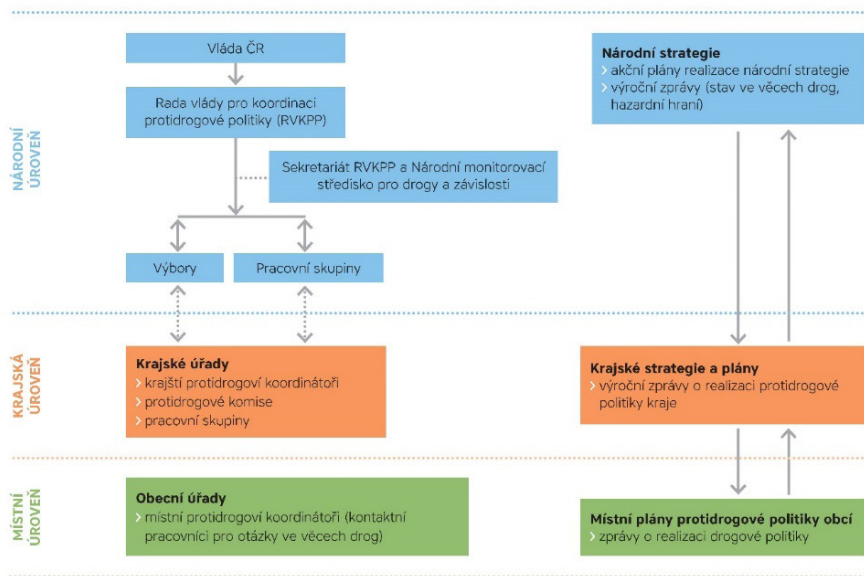 NÁRODNÍ
ÚROVEŇ
Vláda ČR
Rada vlády pro koordinaci
protidrogové politiky (RVKPP)
Sekretariát RVKPP a Národní monitorovací
středisko pro drogy a závislosti
Výbory
Pracovní skupiny
Národní strategie
› akční plány realizace národní strategie
› výroční zprávy (stav ve věcech drog,
hazardní hraní)
KRAJSKÁ
ÚROVEŇ
Krajské úřady
› krajští protidrogoví koordinátoři
› protidrogové komise
› pracovní skupiny
Krajské strategie a plány
› výroční zprávy o realizaci protidrogové
politiky kraje
MÍSTNÍ
ÚROVEŇ
Obecní úřady
› místní protidrogoví koordinátoři (kontaktní
pracovníci pro otázky ve věcech drog)
Místní plány protidrogové politiky obcí
› zprávy o realizaci drogové politiky